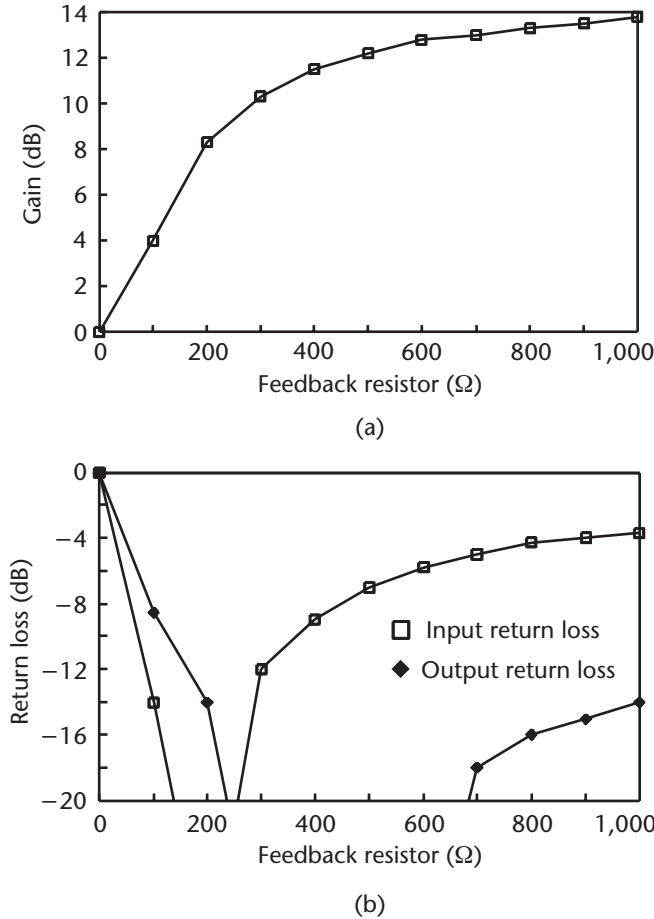 14
12
10
8
6
4
2
0
Gain (dB)
0 200 400 600 800 1,000
Feedback resistor (Ω)
(a)
0
−4
−8
−12
−16
−20
Return loss (dB)
Input return loss
Output return loss
0 200 400 600 800 1,000
Feedback resistor (Ω)
(b)